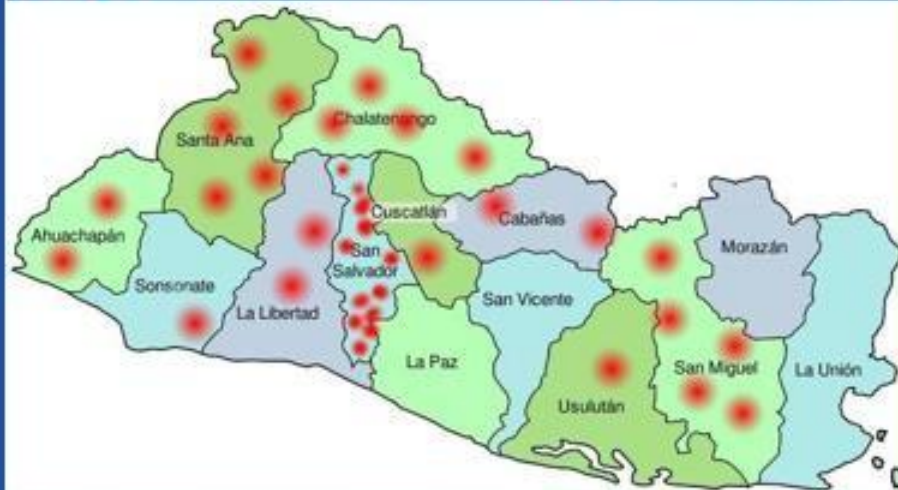 Chalatenango
Santa Ana
Cuscatlán
Cabañas
Ahuachapán
Morazán
San
Salvador
Sonsonate
San Vicente
La Libertad
La Paz
San Miguel
La Unión
Usulután